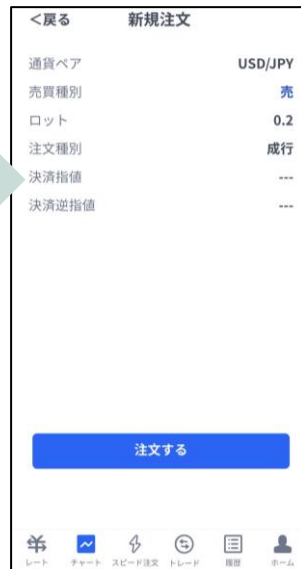 <戻る 新規注文
通貨ペア USD/JPY
売買種別 売
ロット 0.2
注文種別 成行
決済指値 ---
決済逆指値 ---
注文する
レート チャート スピード注文 トレード 履歴 ホーム